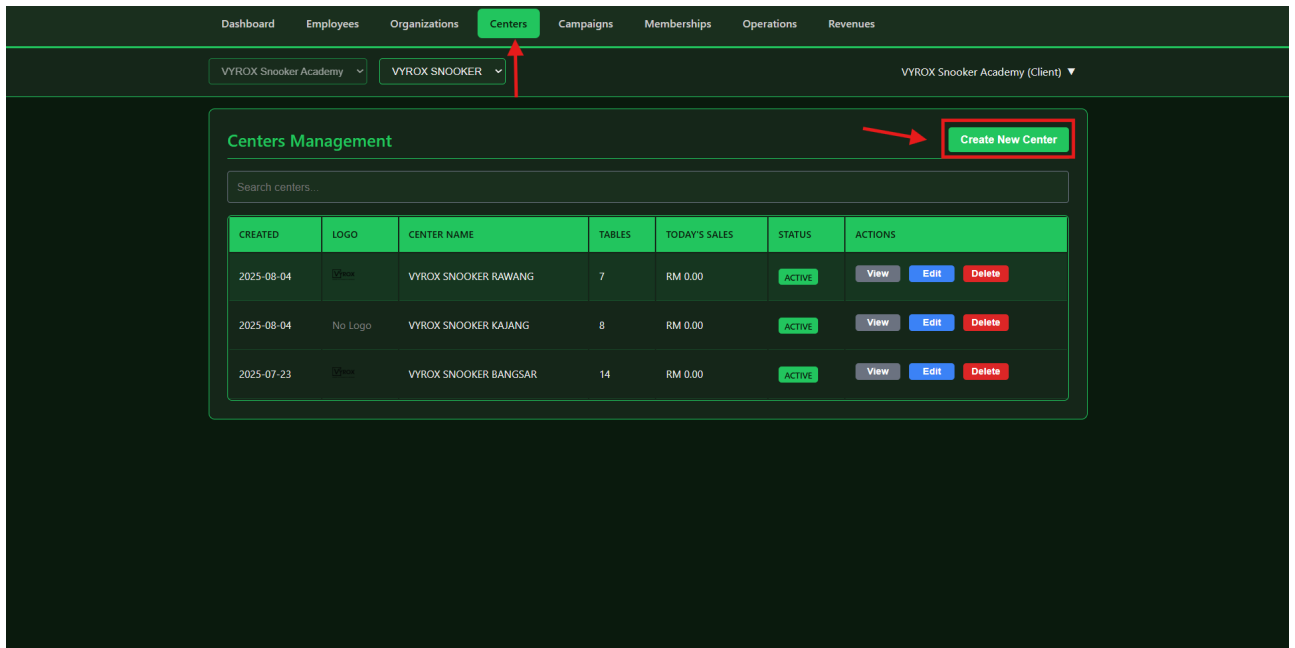 Dashboard Employees Organizations Centers Campaigns Memberships Operations Revenues
VYROX Snooker Academy VYROX SNOOKER VYROX Snooker Academy (Client) ▼
Centers Management Create New Center
Search centers...
CREATED LOGO CENTER NAME TABLES TODAY'S SALES STATUS ACTIONS
2025-08-04 VYROX SNOOKER RAWANG 7 RM 0.00 ACTIVE View Edit Delete
2025-08-04 No Logo VYROX SNOOKER KAJANG 8 RM 0.00 ACTIVE View Edit Delete
2025-07-23 VYROX SNOOKER BANGSAR 14 RM 0.00 ACTIVE View Edit Delete